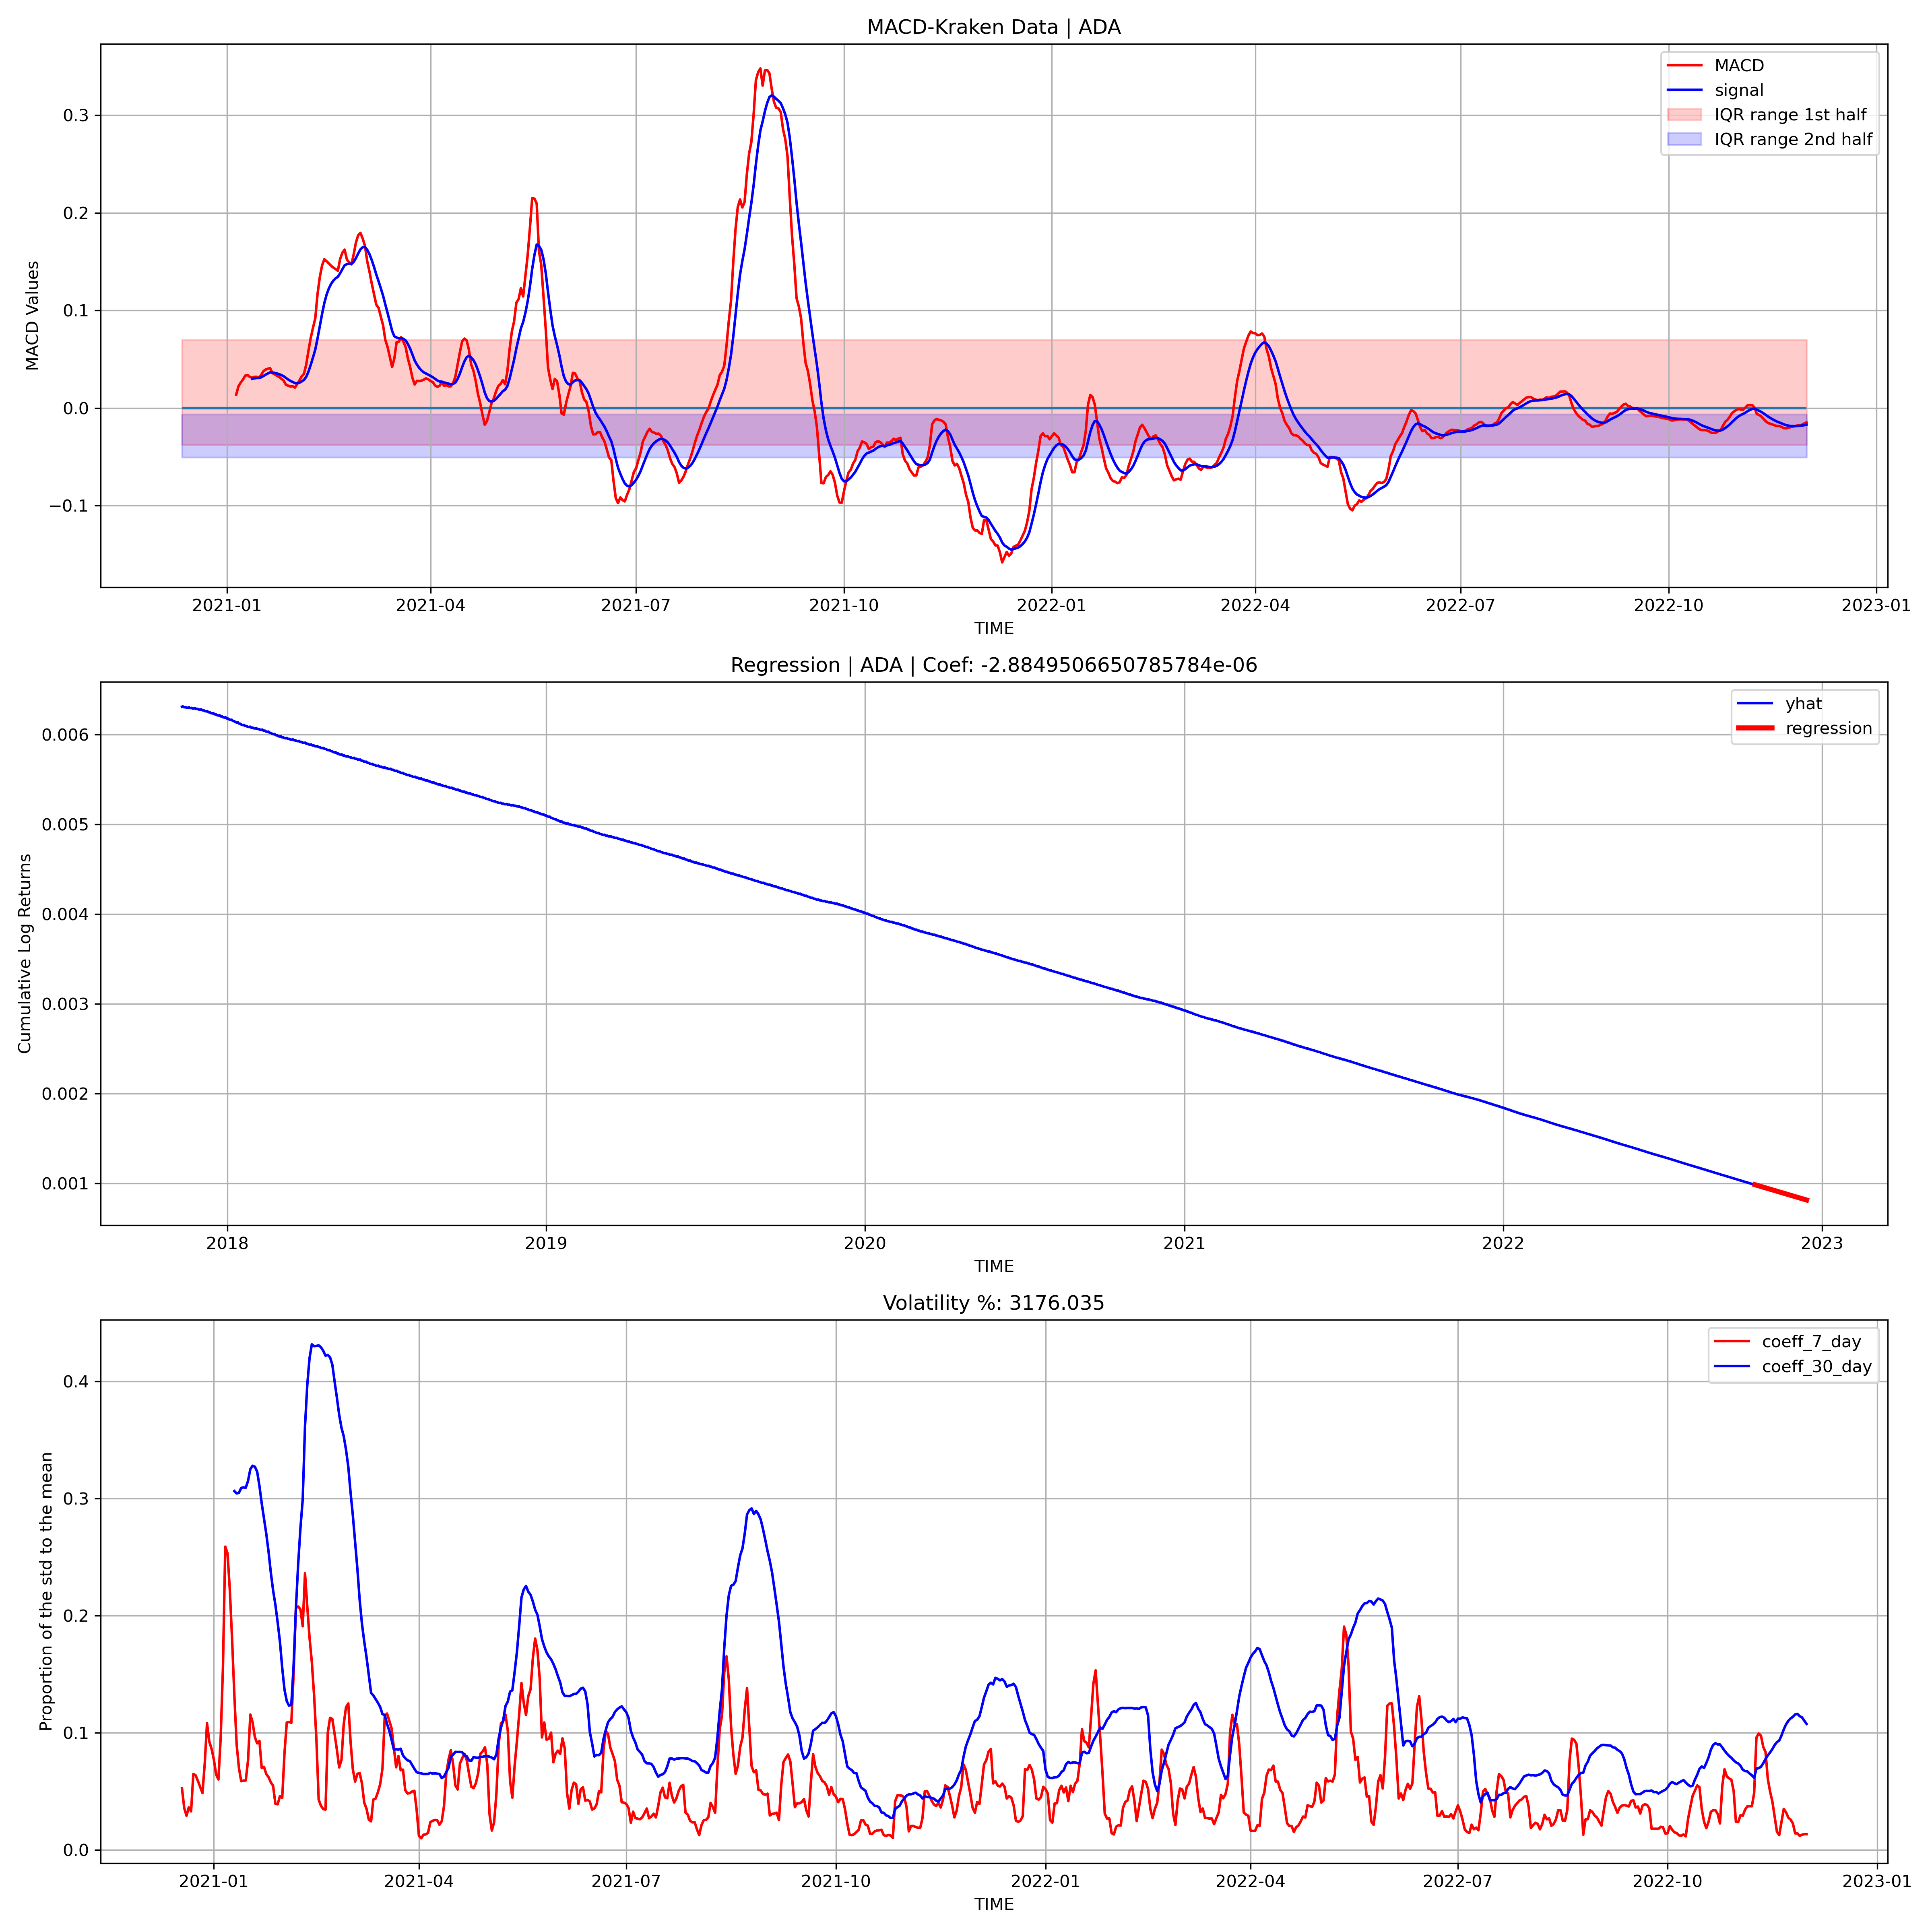 MACD-Kraken Data | ADA
MACD
signal
IQR range 1st half
IQR range 2nd half
MACD Values
0.3
0.2
0.1
0.0
−0.1
2021-01 2021-04 2021-07 2021-10 2022-01 2022-04 2022-07 2022-10 2023-01
TIME
Regression | ADA | Coef: -2.8849506650785784e-06
yhat
regression
Cumulative Log Returns
0.006
0.005
0.004
0.003
0.002
0.001
2018 2019 2020 2021 2022 2023
TIME
Volatility %: 3176.035
coeff_7_day
coeff_30_day
Proportion of the std to the mean
0.4
0.3
0.2
0.1
0.0
2021-01 2021-04 2021-07 2021-10 2022-01 2022-04 2022-07 2022-10 2023-01
TIME